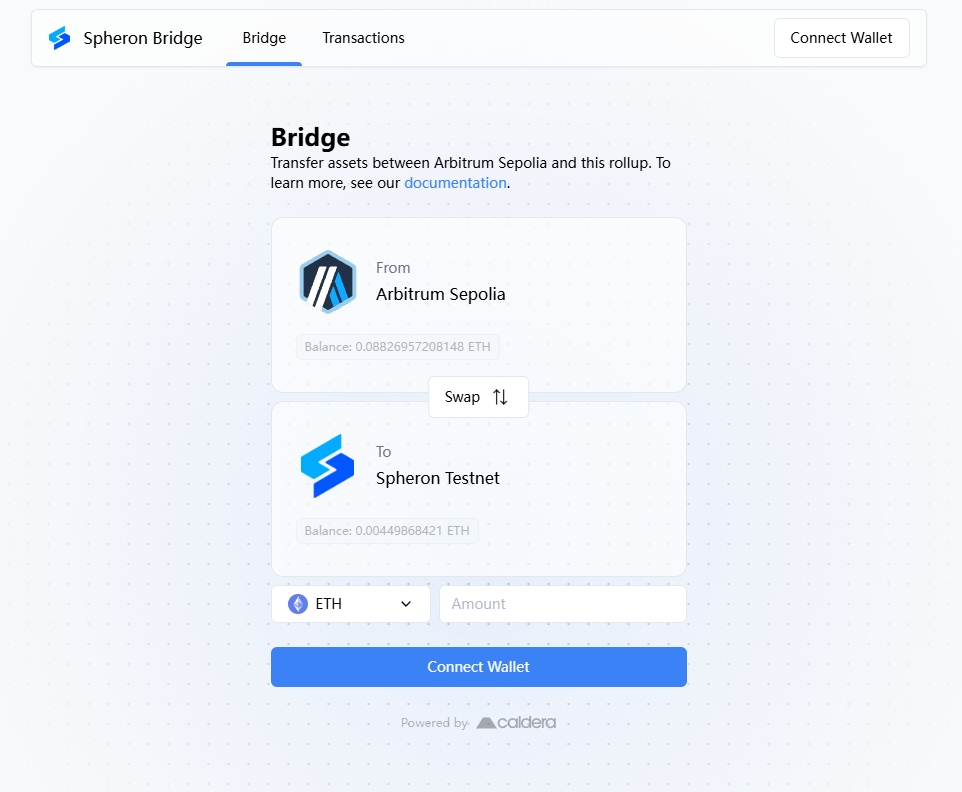 Spheron Bridge
Bridge
Transactions
Connect Wallet
Bridge
Transfer assets between Arbitrum Sepolia and this rollup. To
learn more, see our documentation.
From
Arbitrum Sepolia
Balance: 0.08826957208148 ETH
Swap
To
Spheron Testnet
Balance: 0.00449868421 ETH
ETH
Amount
Connect Wallet
Powered by caldera